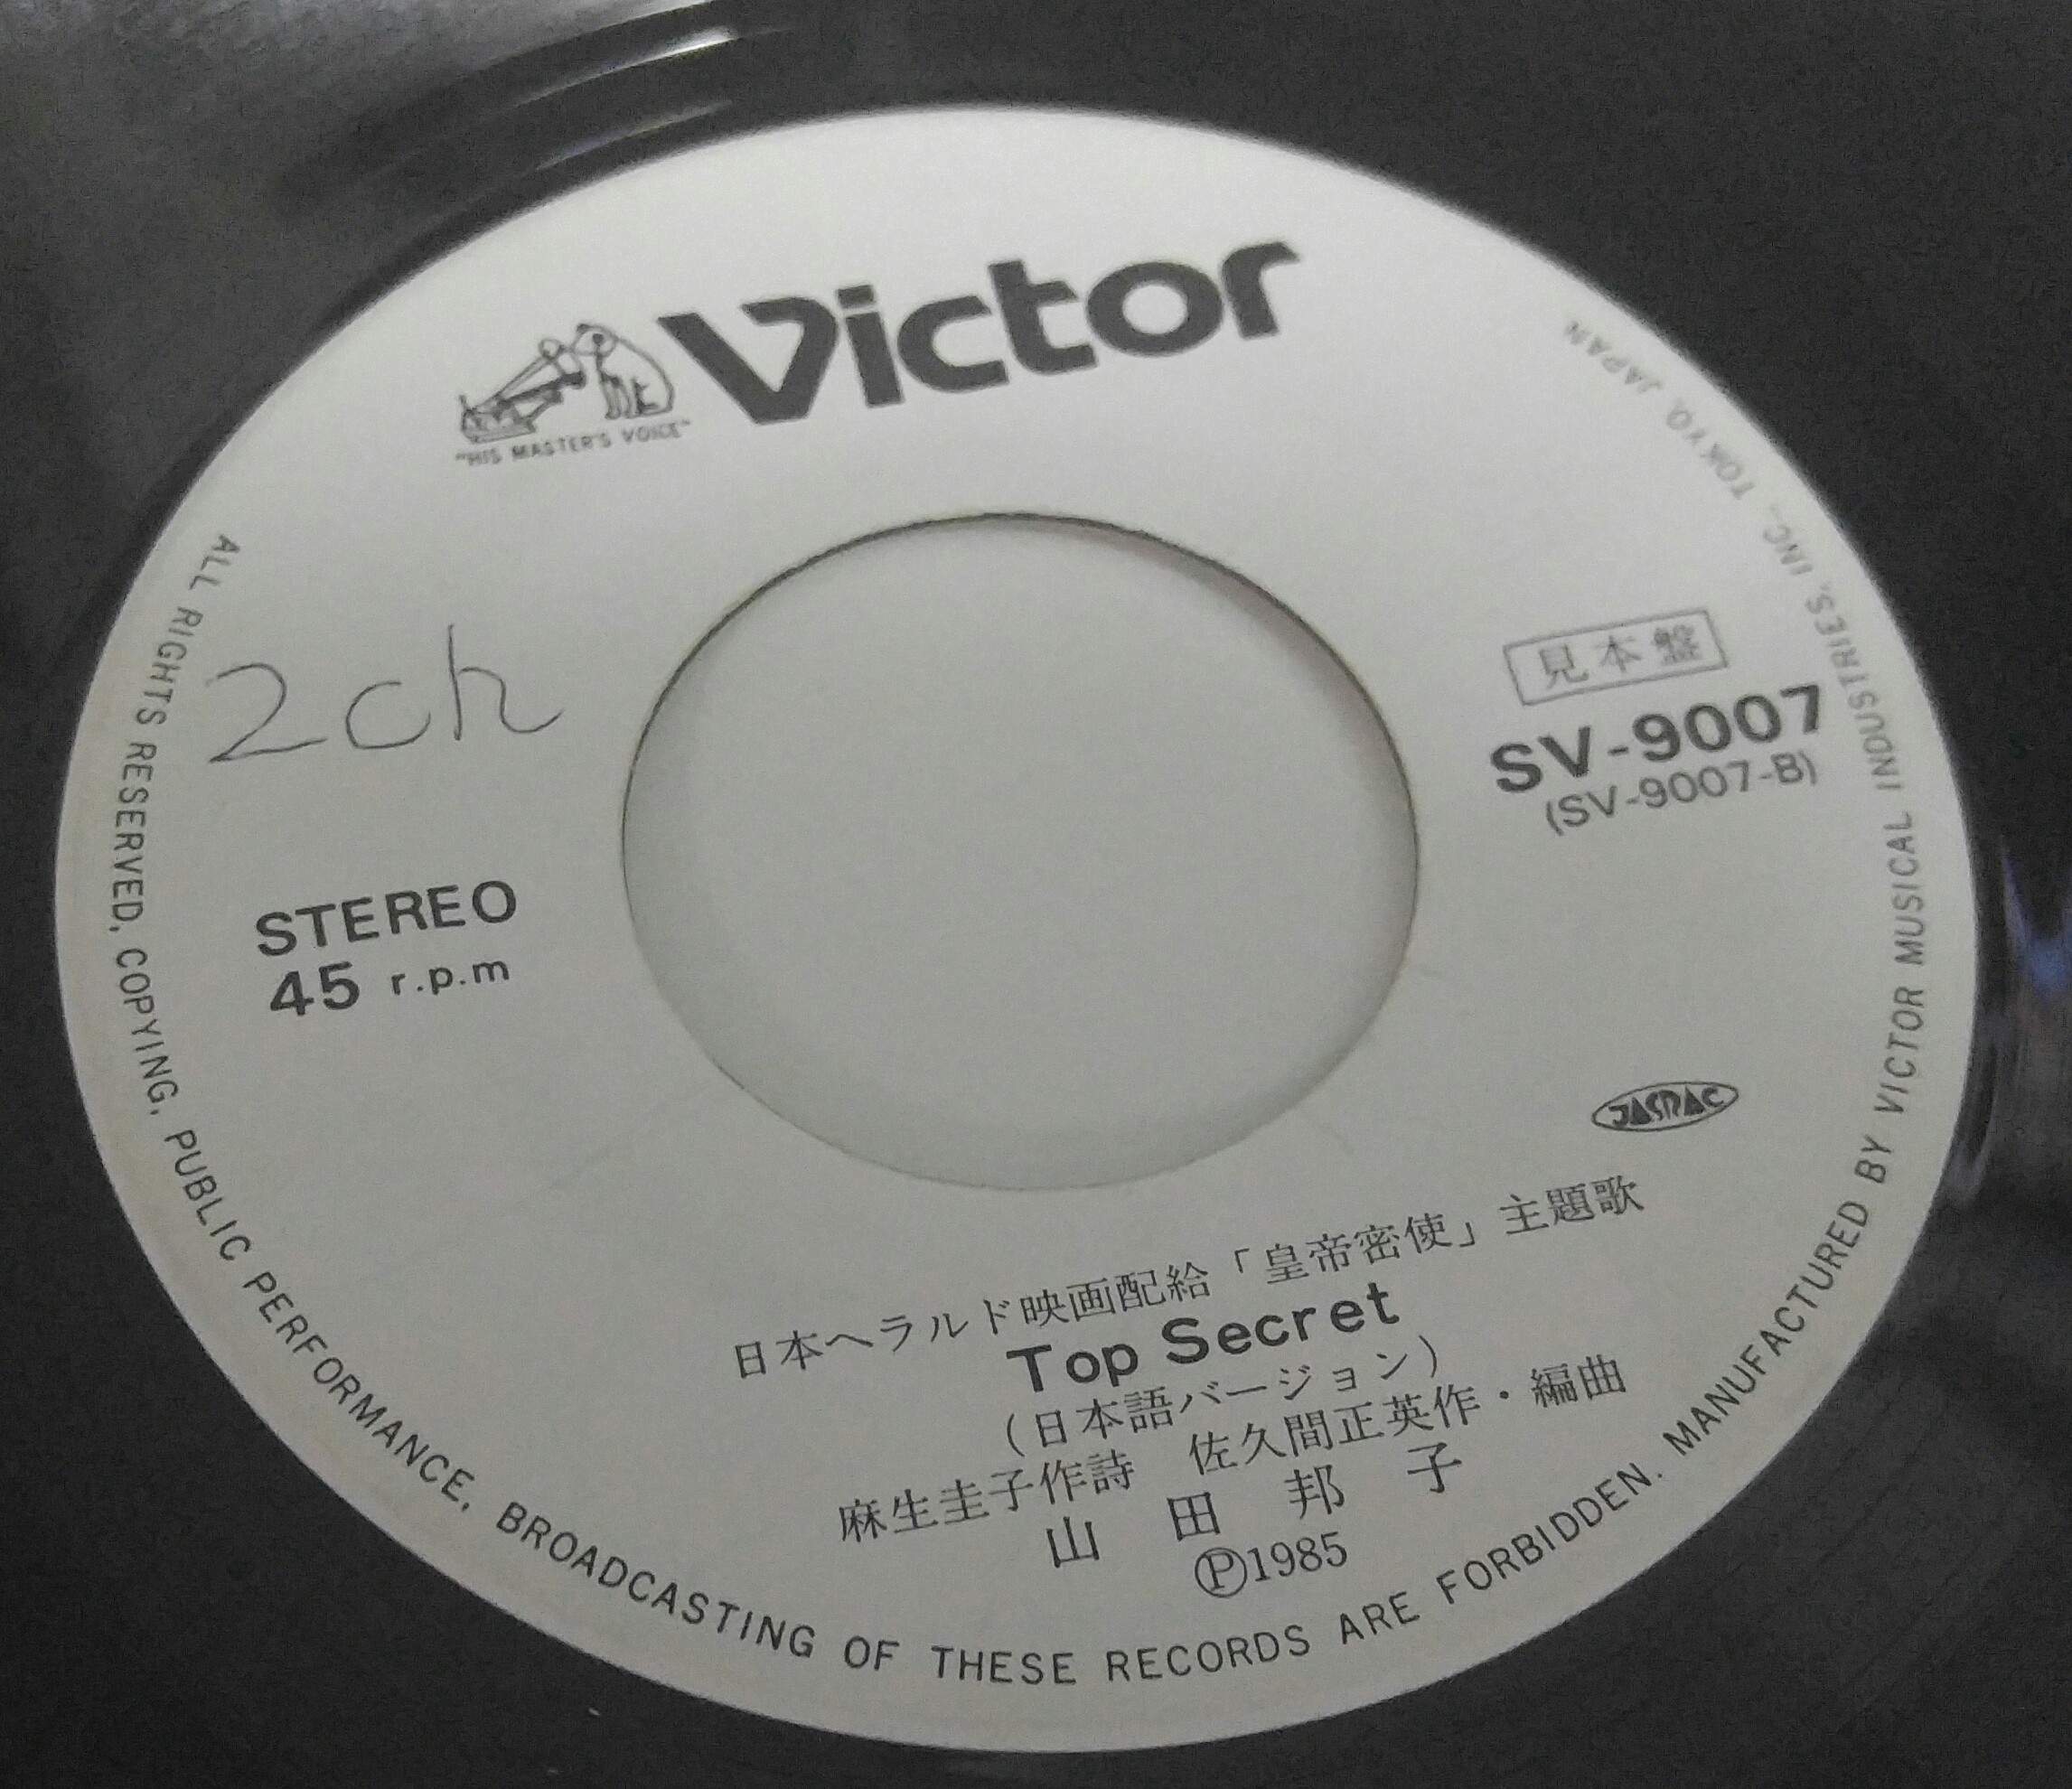 Victor
"HIS MASTER'S VOICE"
2ch
見本盤
SV-9007
(SV-9007-B)
STEREO
45 r.p.m
JASRAC
日本ヘラルド映画配給「皇帝密使」主題歌
Top Secret
(日本語バージョン)
麻生圭子作詩 佐久間正英作・編曲
山田邦子
Ⓟ1985
ALL RIGHTS RESERVED, COPYING, PUBLIC PERFORMANCE, BROADCASTING OF THESE RECORDS ARE FORBIDDEN. MANUFACTURED BY VICTOR MUSICAL INDUSTRIES, INC- TOKYO, JAPAN